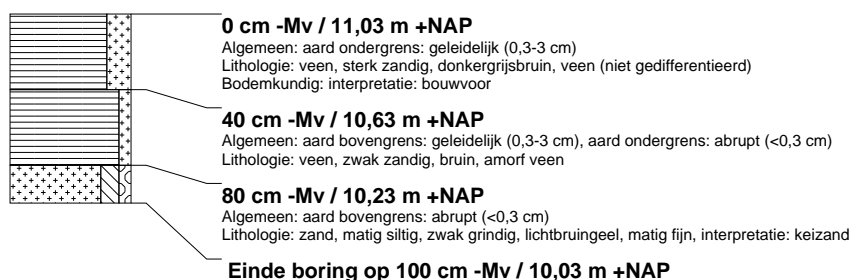 0 cm -Mv / 11,03 m +NAP
Algemeen: aard ondergrens: geleidelijk (0,3-3 cm)
Lithologie: veen, sterk zandig, donkergrijsbruin, veen (niet gedifferentieerd)
Bodemkundig: interpretatie: bouwvoor
40 cm -Mv / 10,63 m +NAP
Algemeen: aard bovengrens: geleidelijk (0,3-3 cm), aard ondergrens: abrupt (<0,3 cm)
Lithologie: veen, zwak zandig, bruin, amorf veen
80 cm -Mv / 10,23 m +NAP
Algemeen: aard bovengrens: abrupt (<0,3 cm)
Lithologie: zand, matig siltig, zwak grindig, lichtbruingeel, matig fijn, interpretatie: keizand
Einde boring op 100 cm -Mv / 10,03 m +NAP